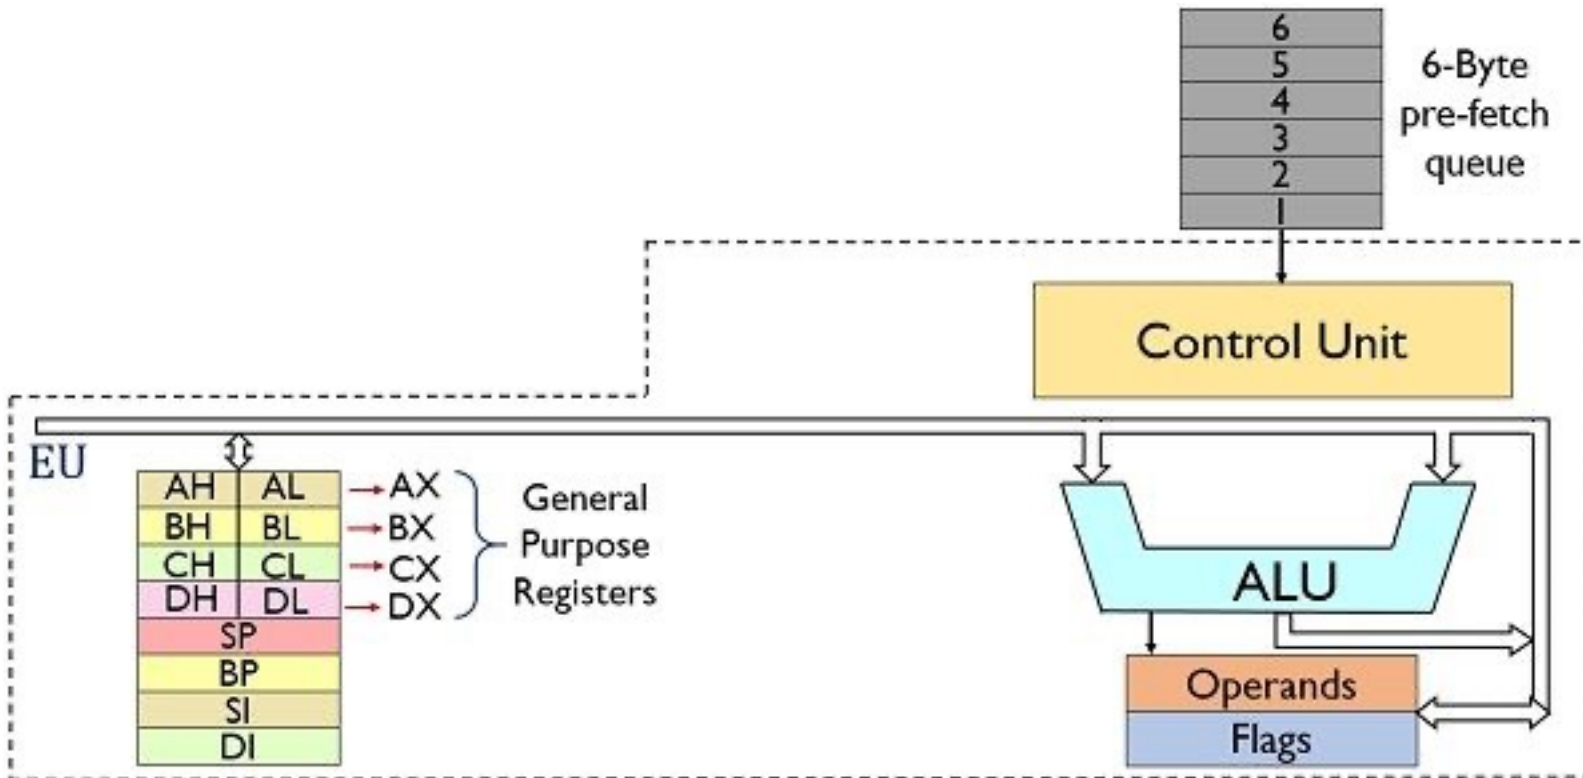 6
5
4
3
2
1
6-Byte
pre-fetch
queue
Control Unit
EU
AH AL AX
BH BL BX
CH CL CX
DH DL DX
General
Purpose
Registers
SP
BP
SI
DI
ALU
Operands
Flags